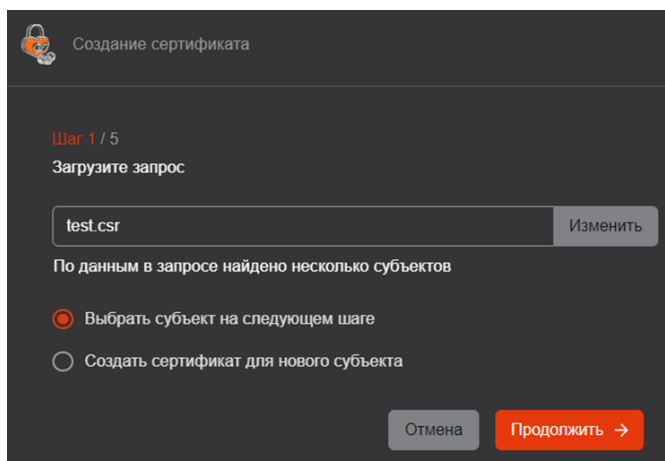 Создание сертификата
Шаг 1 / 5
Загрузите запрос
test.csr
Изменить
По данным в запросе найдено несколько субъектов
Выбрать субъект на следующем шаге
Создать сертификат для нового субъекта
Отмена
Продолжить →